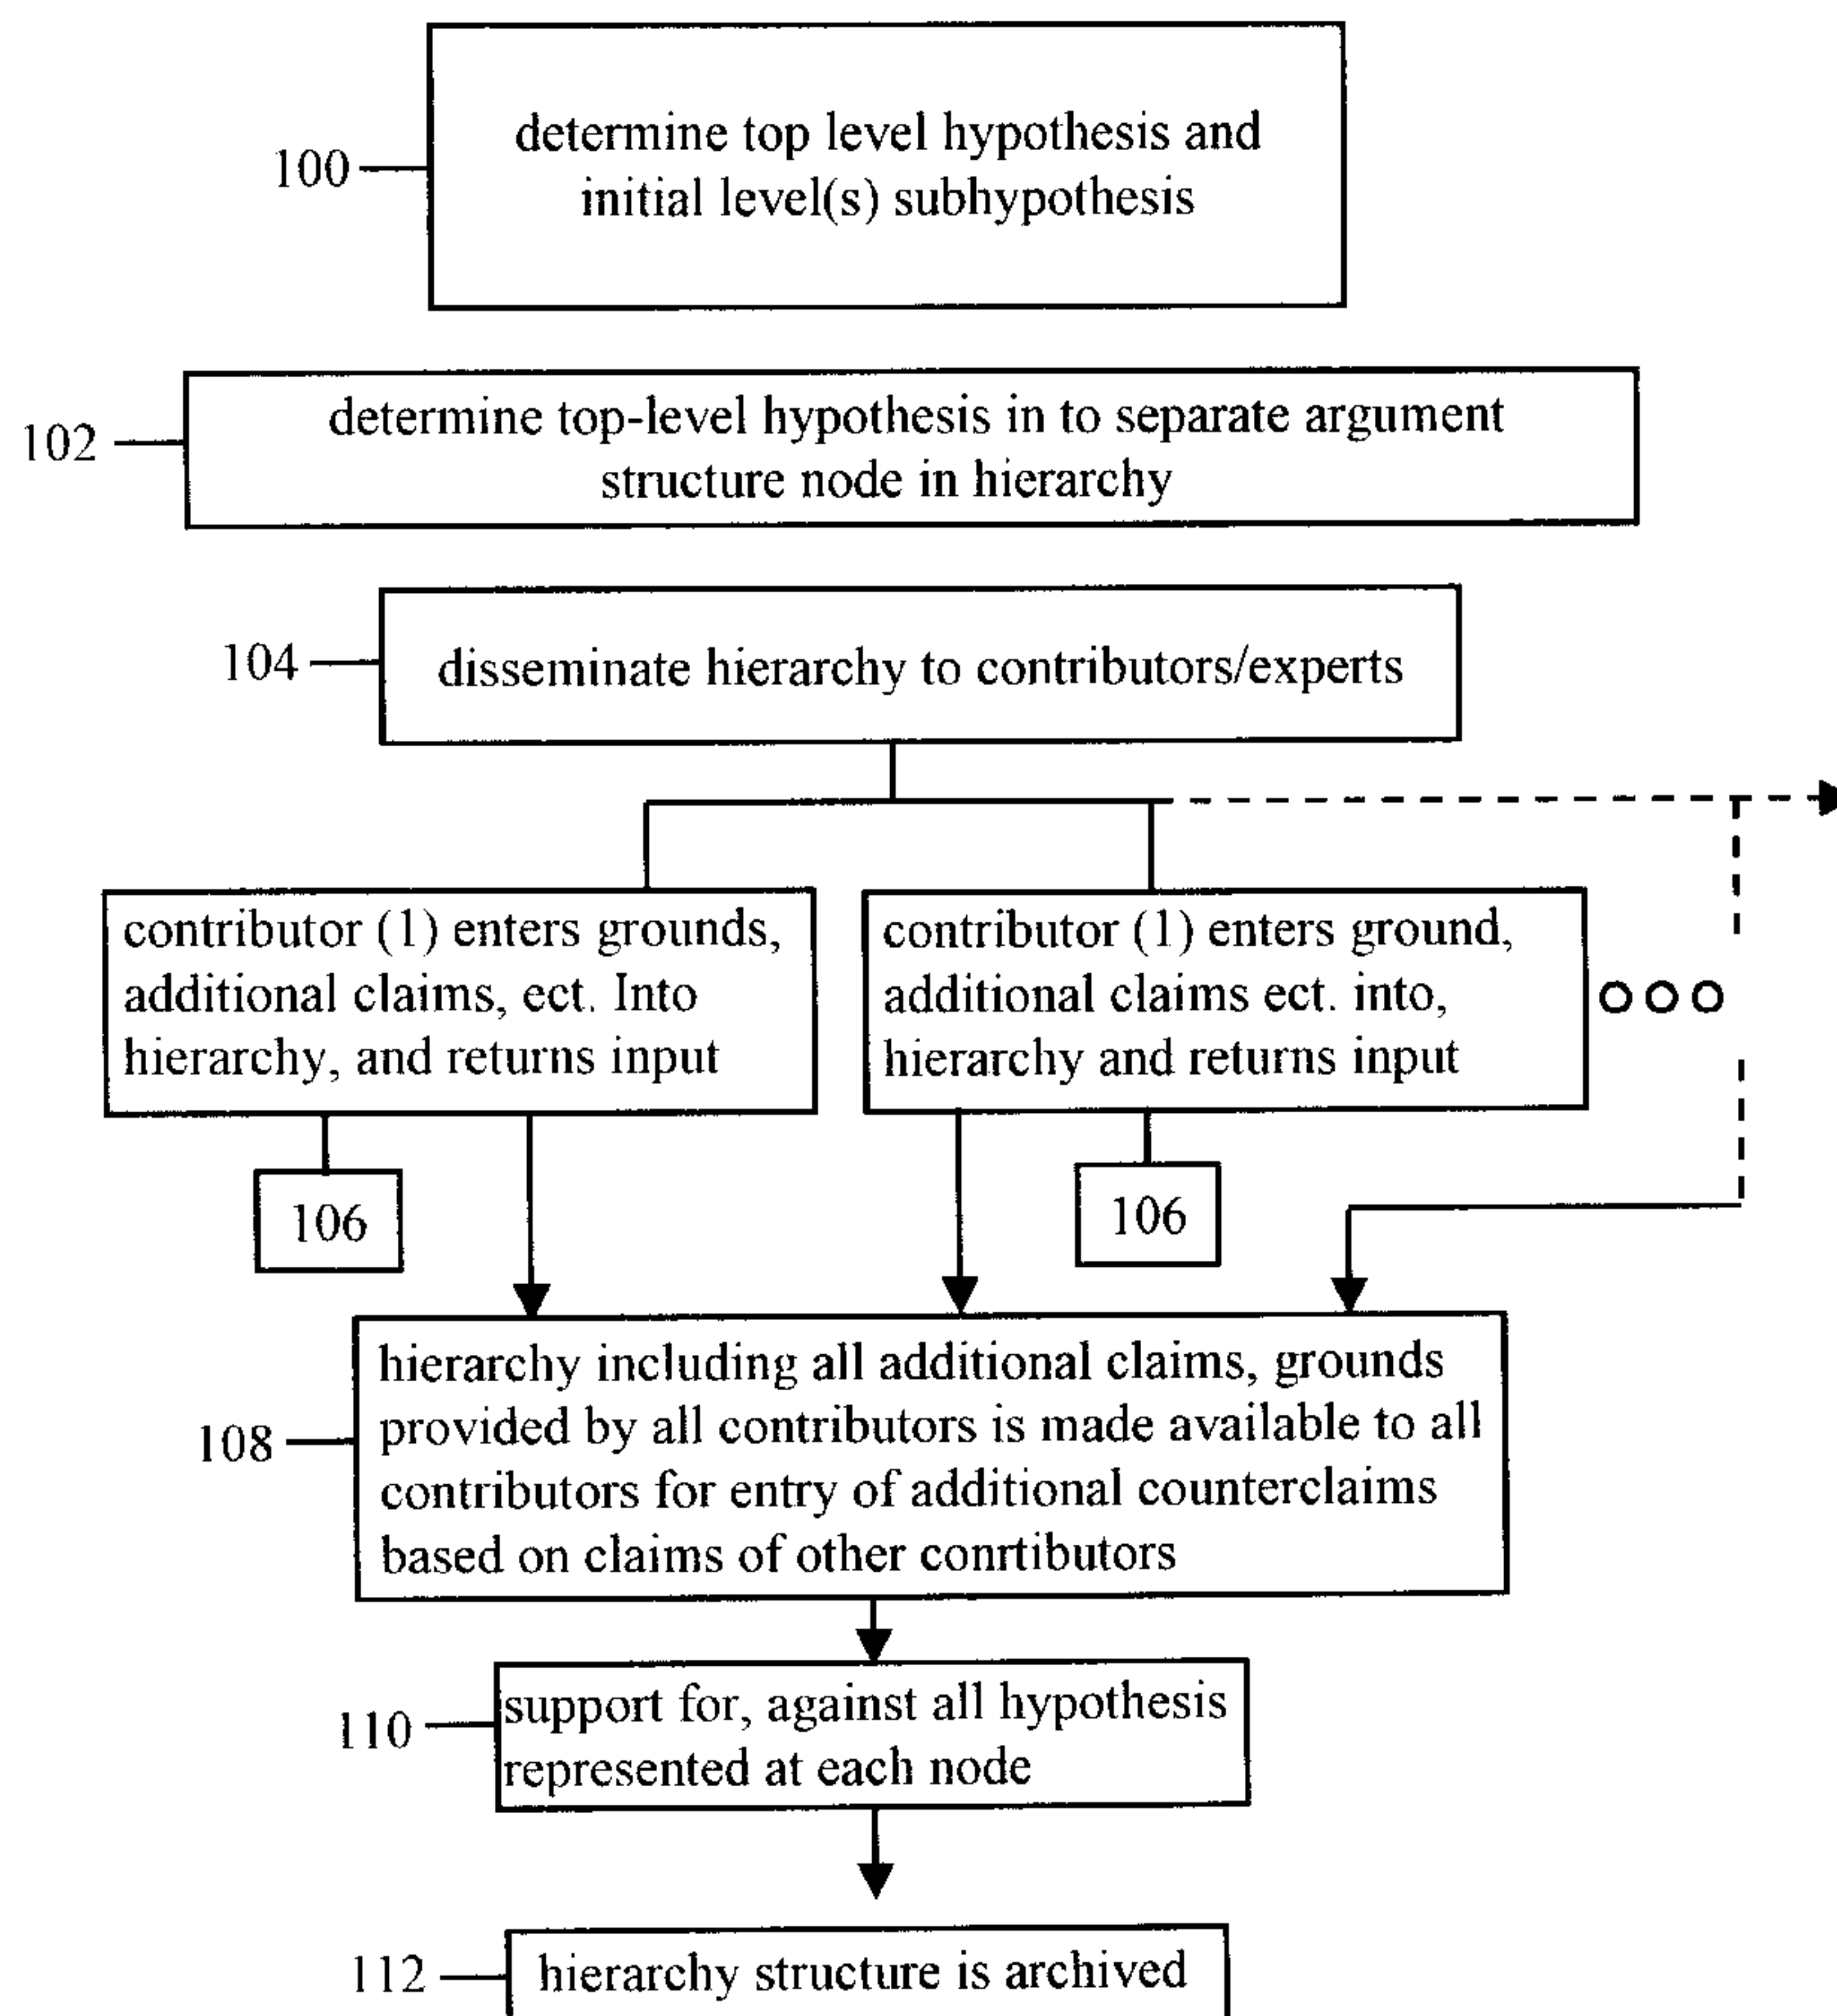 determine top level hypothesis and
100
initial level(s) subhypothesis
determine top-level hypothesis in to separate argument
102
structure node in hierarchy
104
disseminate hierarchy to contributors/experts
contributor (1) enters grounds,
additional claims, ect. Into
hierarchy, and returns input
contributor (1) enters ground,
additional claims ect. into,
hierarchy and returns input
106
106
hierarchy including all additional claims, grounds
provided by all contributors is made available to all
108
contributors for entry of additional counterclaims
based on claims of other conrtibutors
support for, against all hypothesis
110
represented at each node
112
hierarchy structure is archived